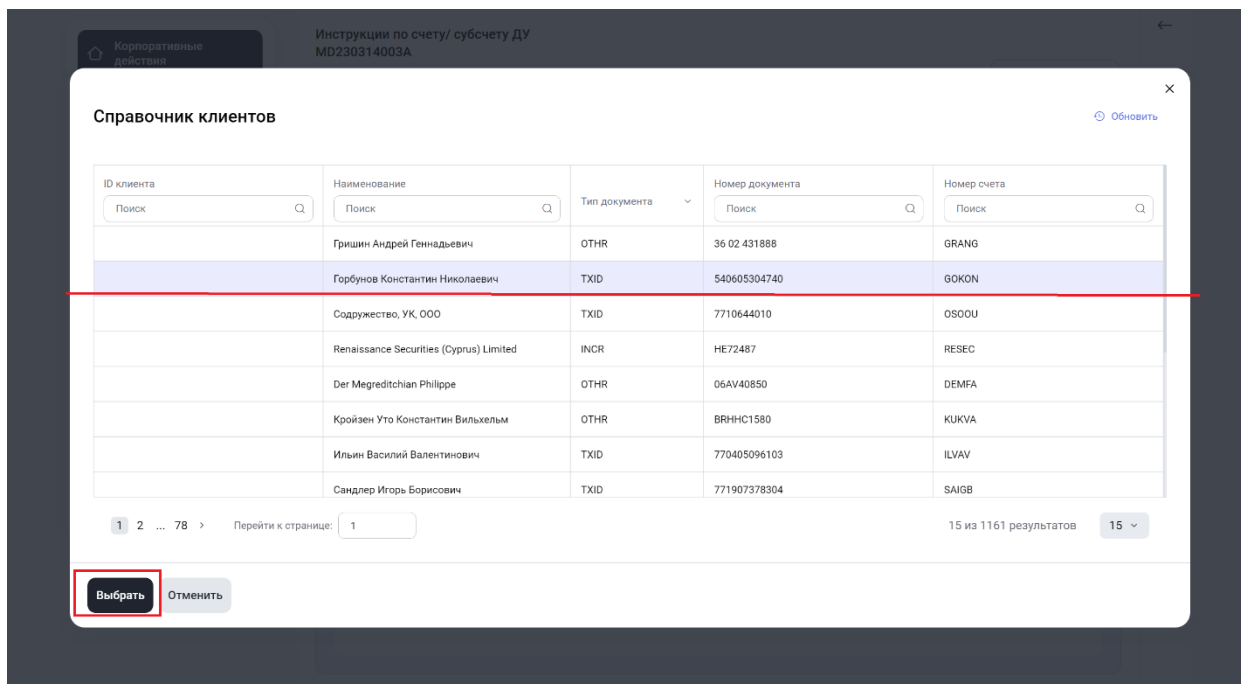 Инструкции по счету/ субсчету ДУ
MD230314003A
Корпоративные
действия
Справочник клиентов
Обновить
ID клиента Наименование Тип документа Номер документа Номер счета
Поиск Поиск Поиск Поиск
Гришин Андрей Геннадьевич OTHR 36 02 431888 GRANG
Горбунов Константин Николаевич TXID 540605304740 GOKON
Содружество, УК, ООО TXID 7710644010 OSOOU
Renaissance Securities (Cyprus) Limited INCR HE72487 RESEC
Der Megreditchian Philippe OTHR 06AV40850 DEMFA
Кройзен Уто Константин Вильхельм OTHR BRHHC1580 KUKVA
Ильин Василий Валентинович TXID 770405096103 ILVAV
Сандлер Игорь Борисович TXID 771907378304 SAIGB
1 2 ... 78 > Перейти к странице: 1 15 из 1161 результатов 15
Выбрать Отменить